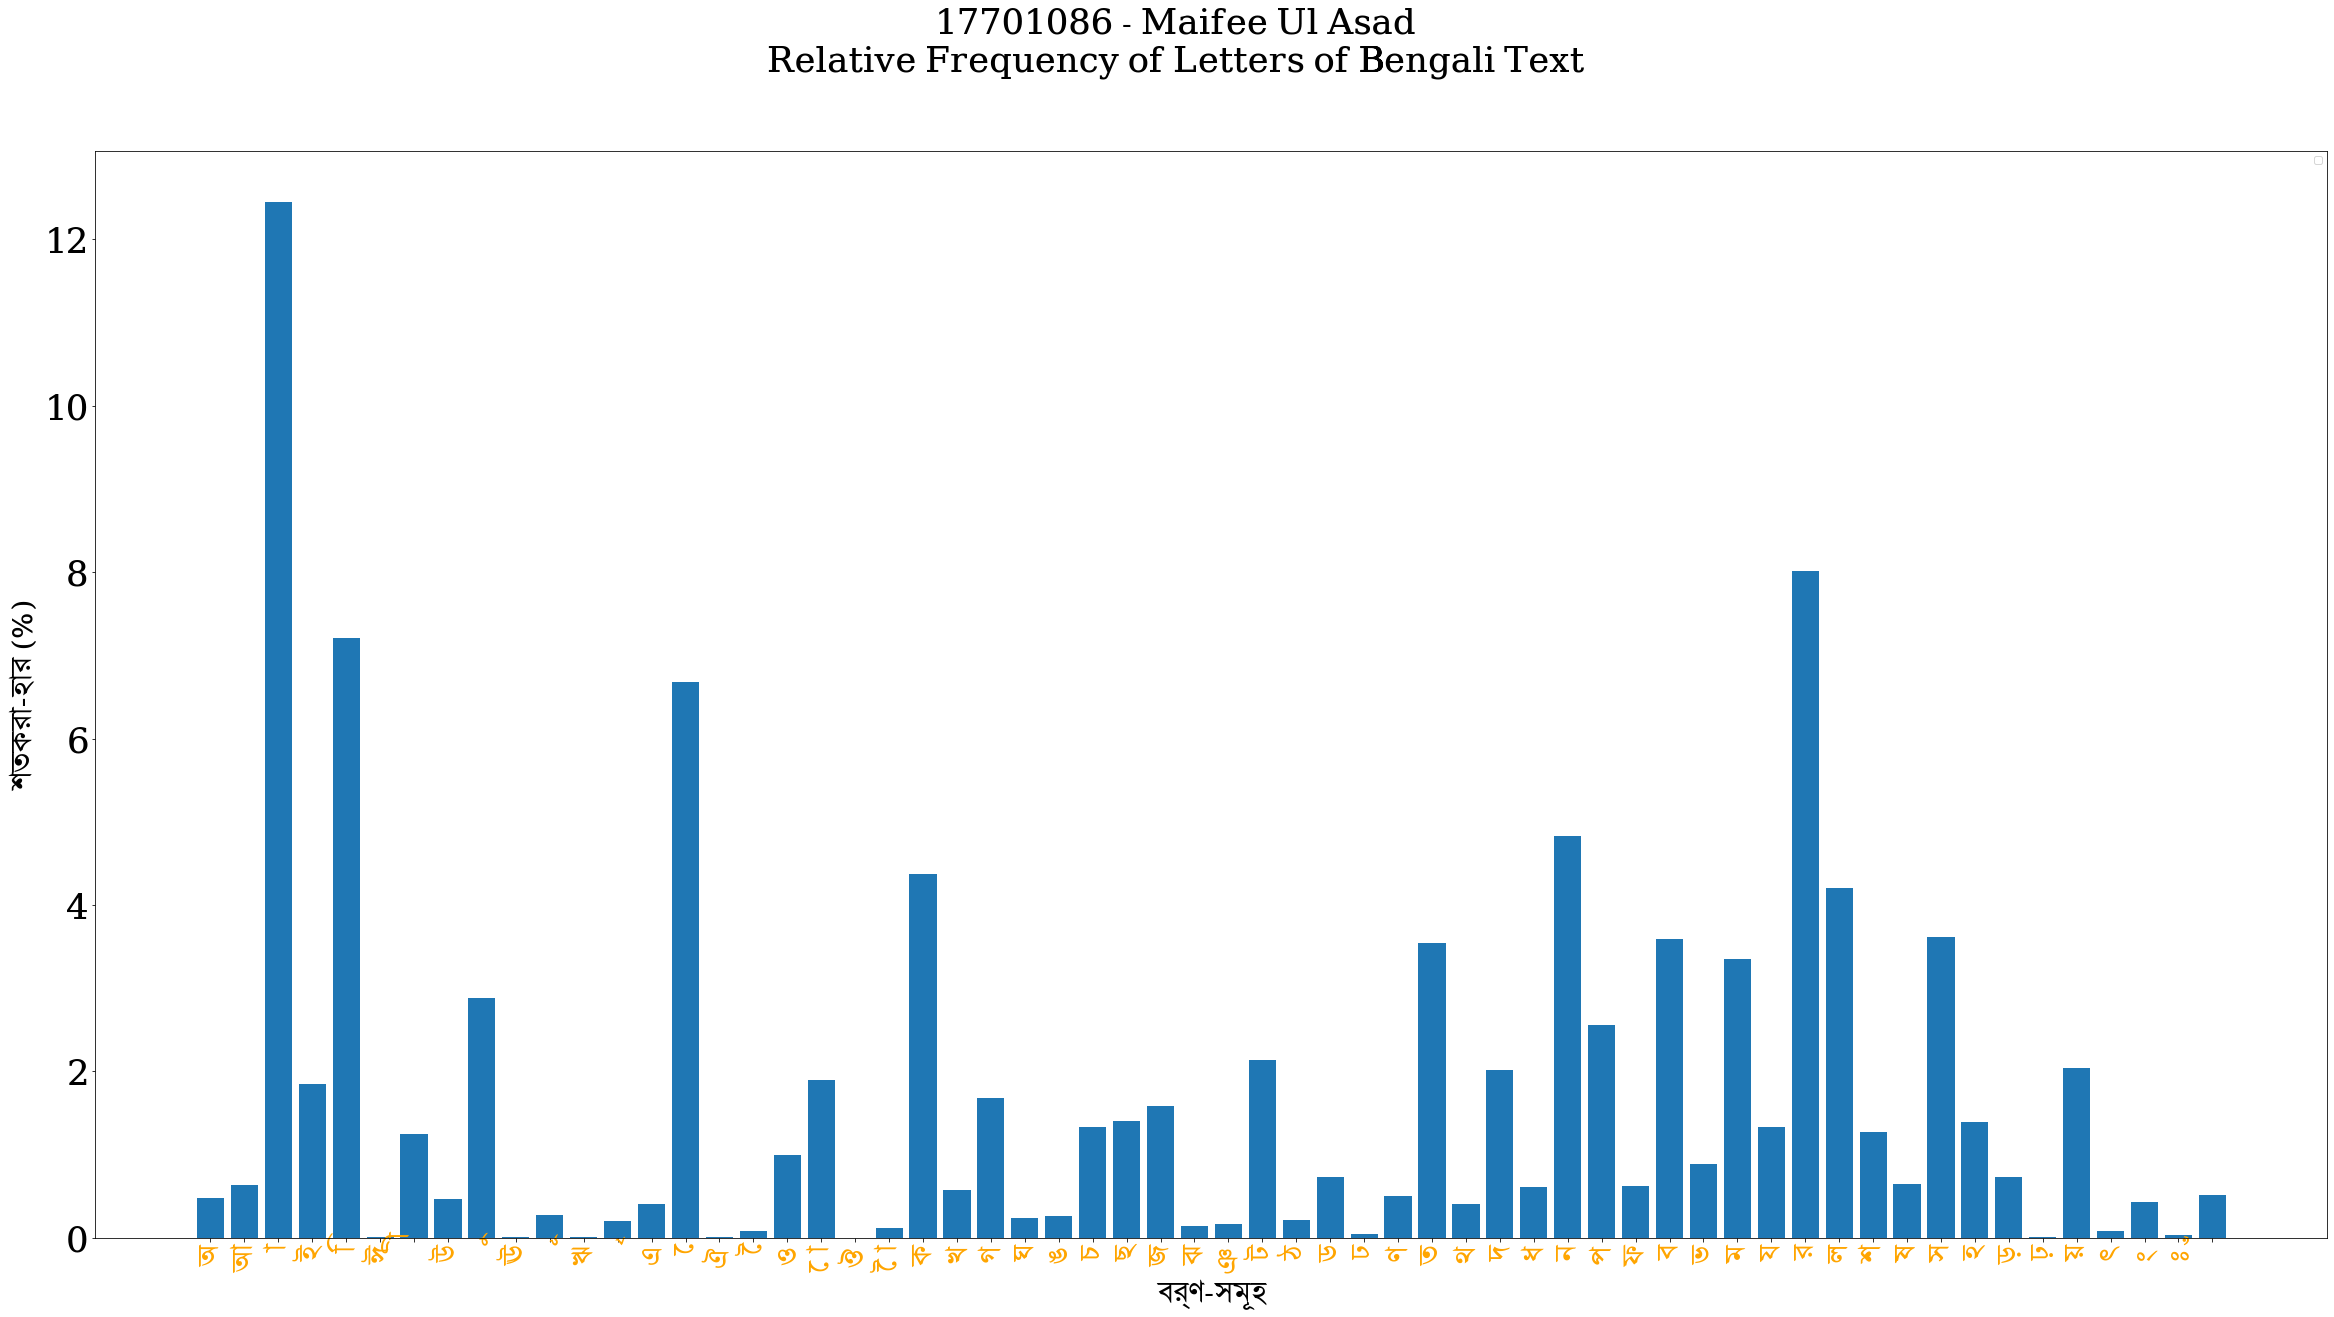 17701086 - Maifee Ul Asad
Relative Frequency of Letters of Bengali Text
12
10
8
6
4
2
0
শতকরা-হার (%)
অ আ া ই ি ঈ ী উ ু ঊ ূ ঋ ৃ এ ে ঐ ৈ ও ো ঔ ৌ ক খ গ ঘ ঙ চ ছ জ ঝ ঞ ট ঠ ড ঢ ণ ত থ দ ধ ন প ফ ব ভ ম য র ল শ ষ স হ ড় ঢ় য় ৎ ং ঃ ঁ
বর্‌ণ-সমূহ